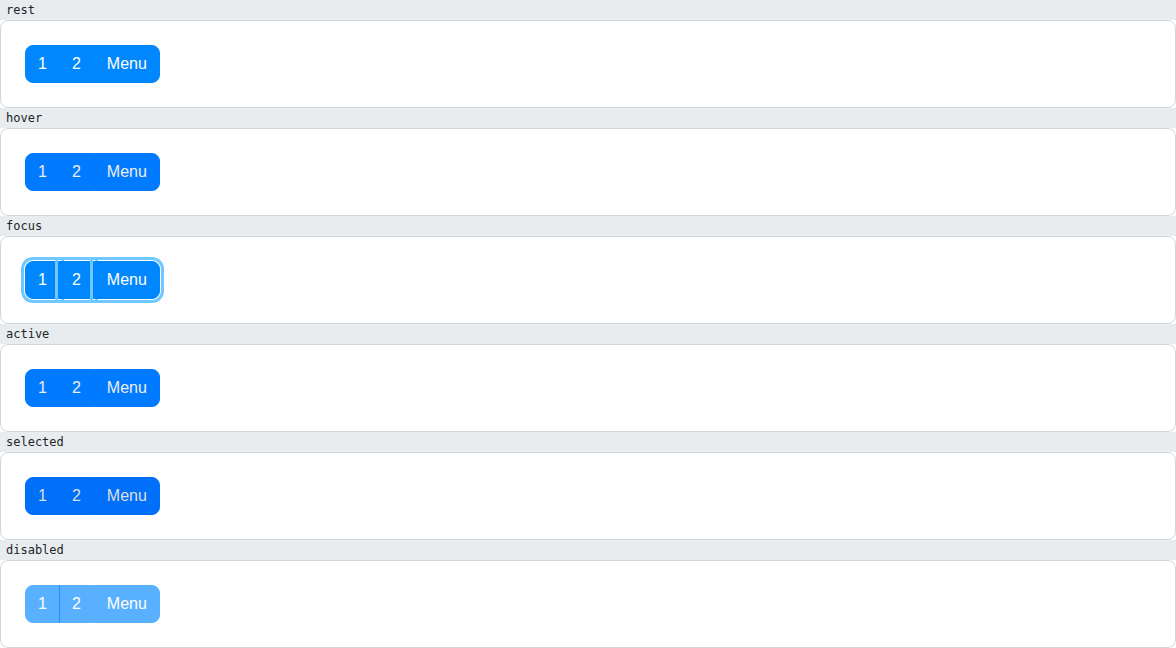 rest
1 2 Menu
hover
1 2 Menu
focus
1 2 Menu
active
1 2 Menu
selected
1 2 Menu
disabled
1 2 Menu